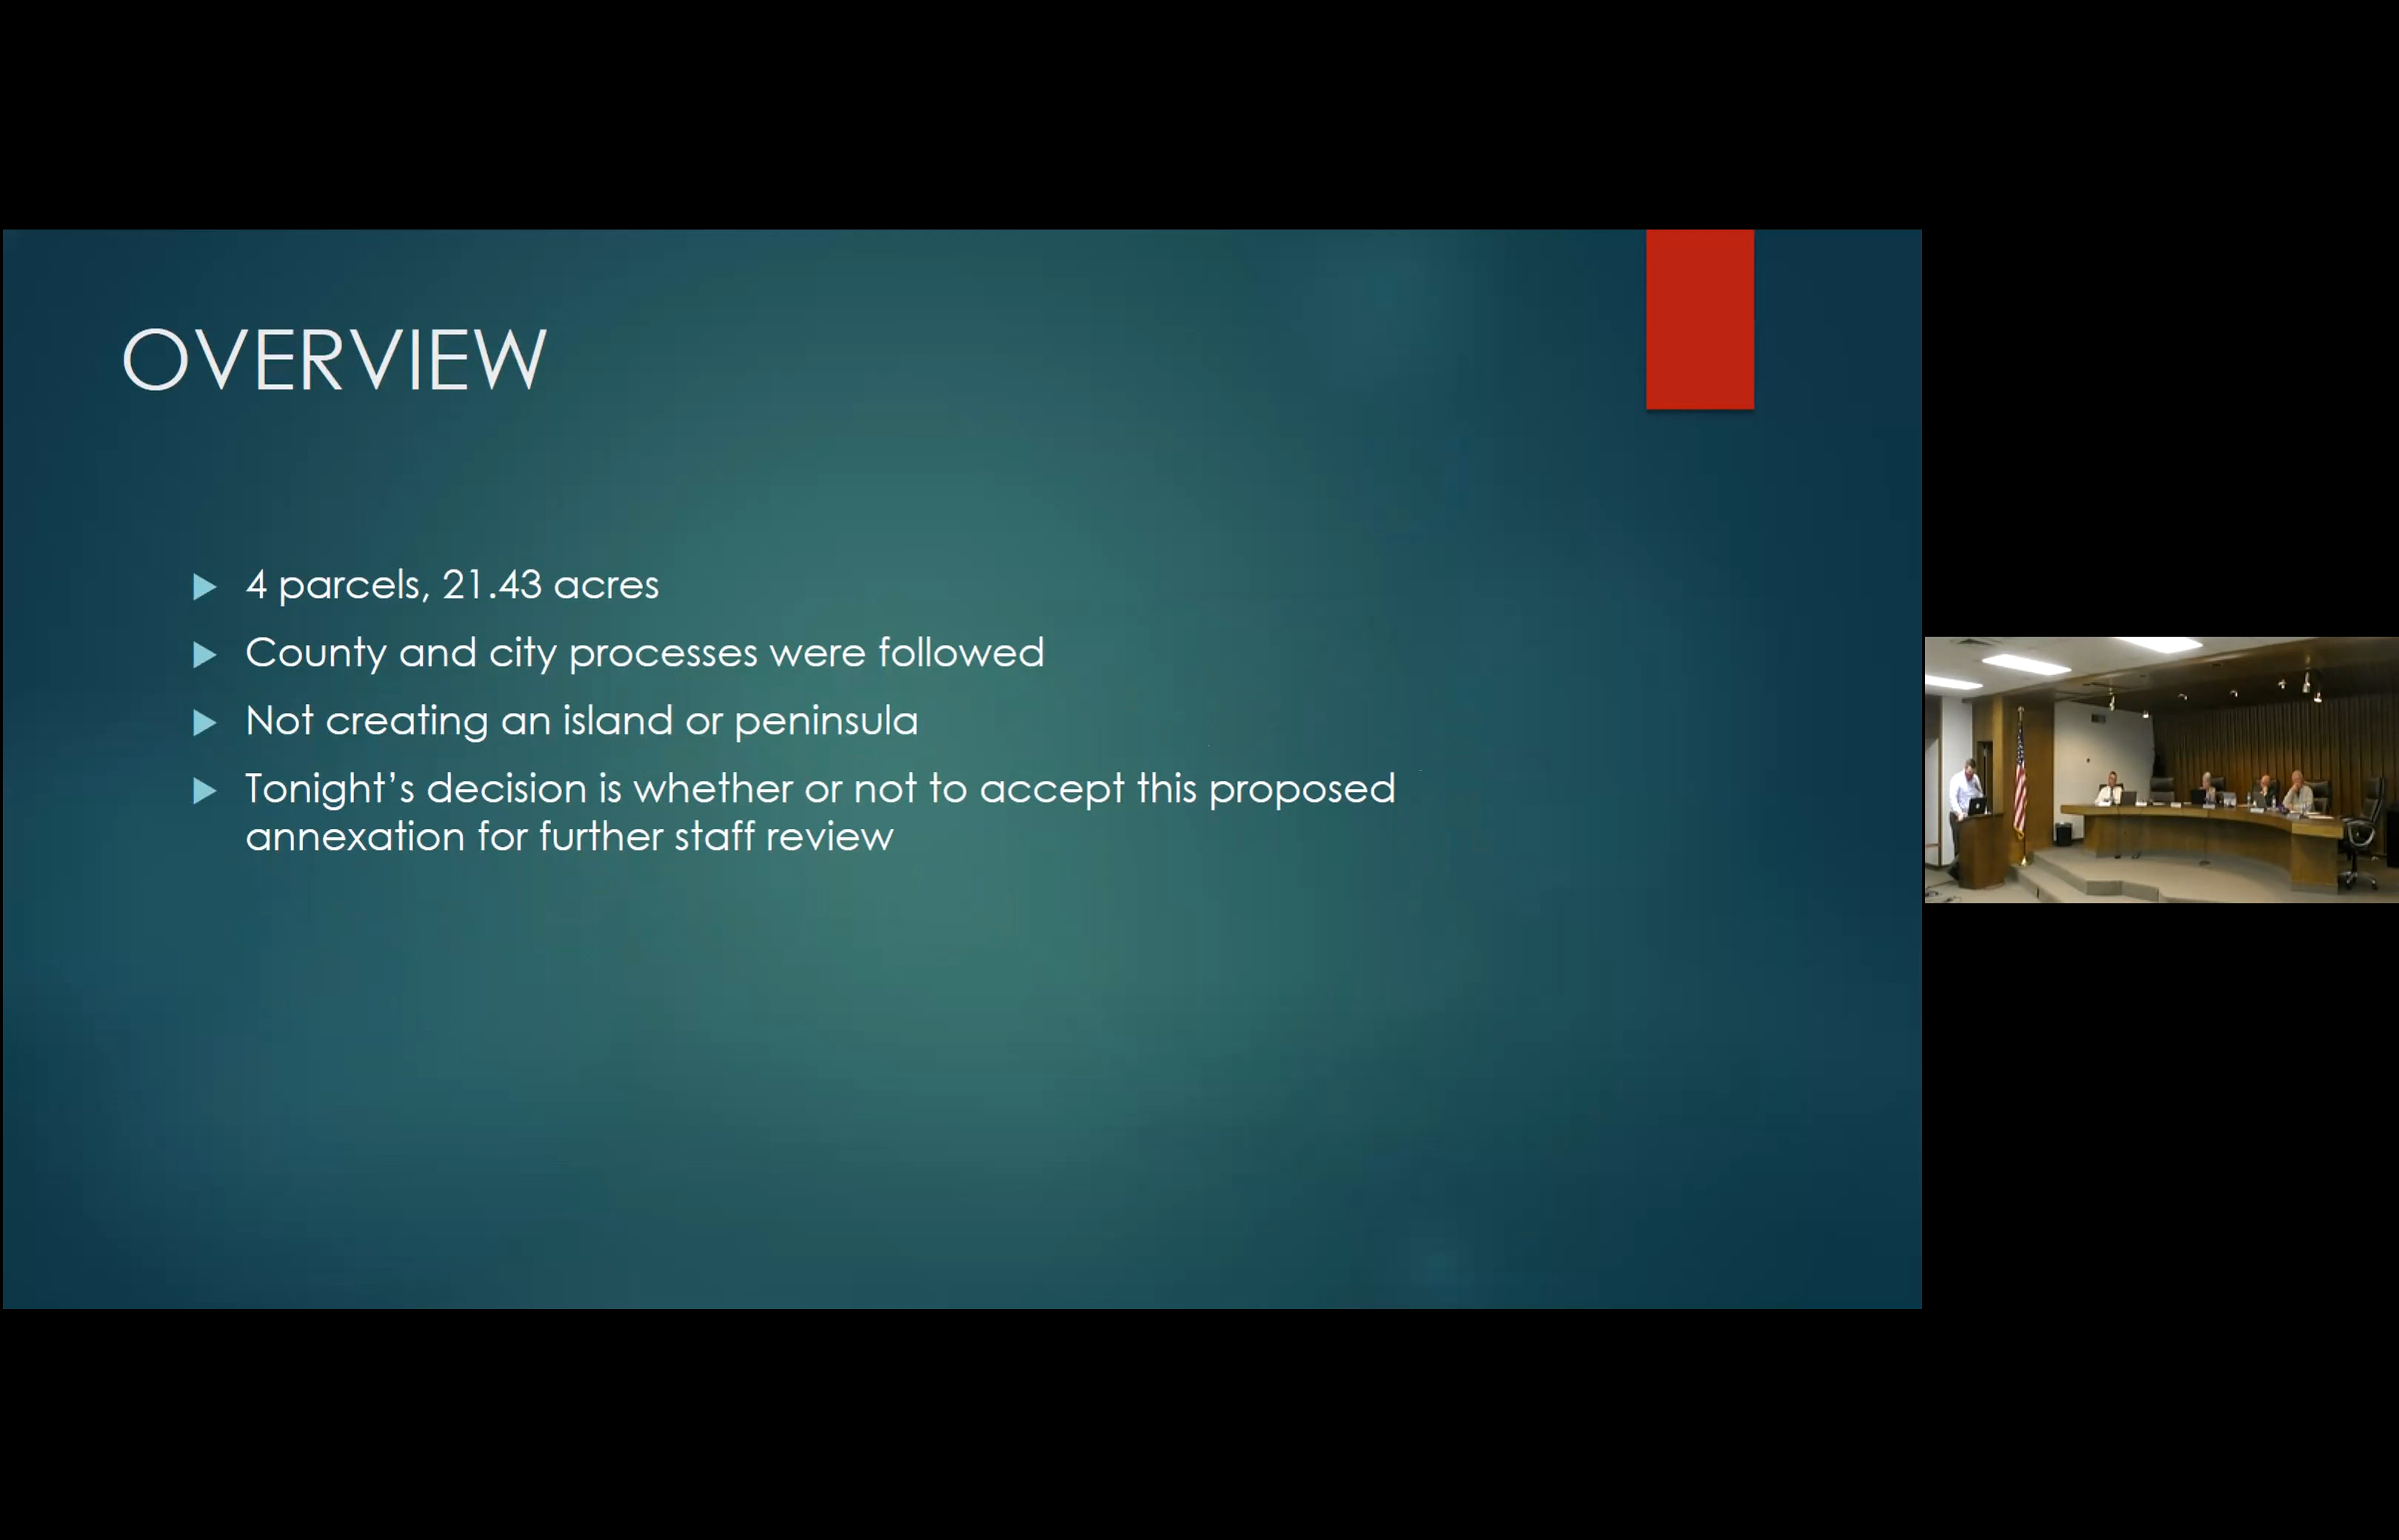 OVERVIEW
4 parcels, 21.43 acres
County and city processes were followed
Not creating an island or peninsula
Tonight’s decision is whether or not to accept this proposed
annexation for further staff review